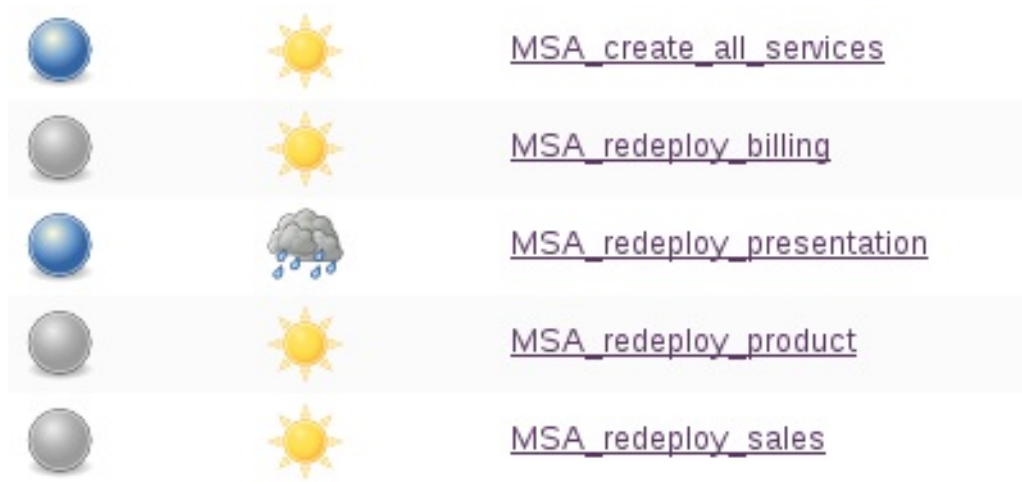 MSA_create_all_services
MSA_redeploy_billing
MSA_redeploy_presentation
MSA_redeploy_product
MSA_redeploy_sales